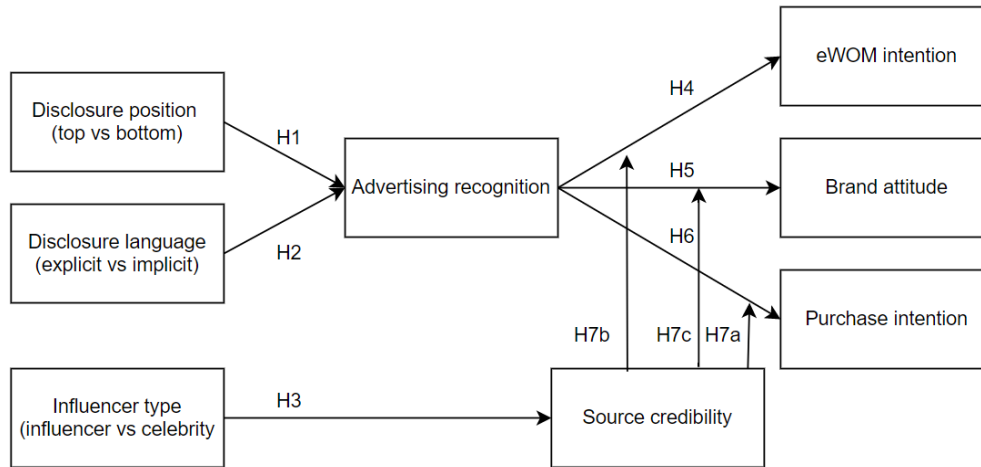 eWOM intention
H4
Disclosure position
(top vs bottom)
H1
Advertising recognition
H5
Brand attitude
Disclosure language
(explicit vs implicit)
H2
H6
Purchase intention
H7b
H7c
H7a
Influencer type
(influencer vs celebrity
H3
Source credibility